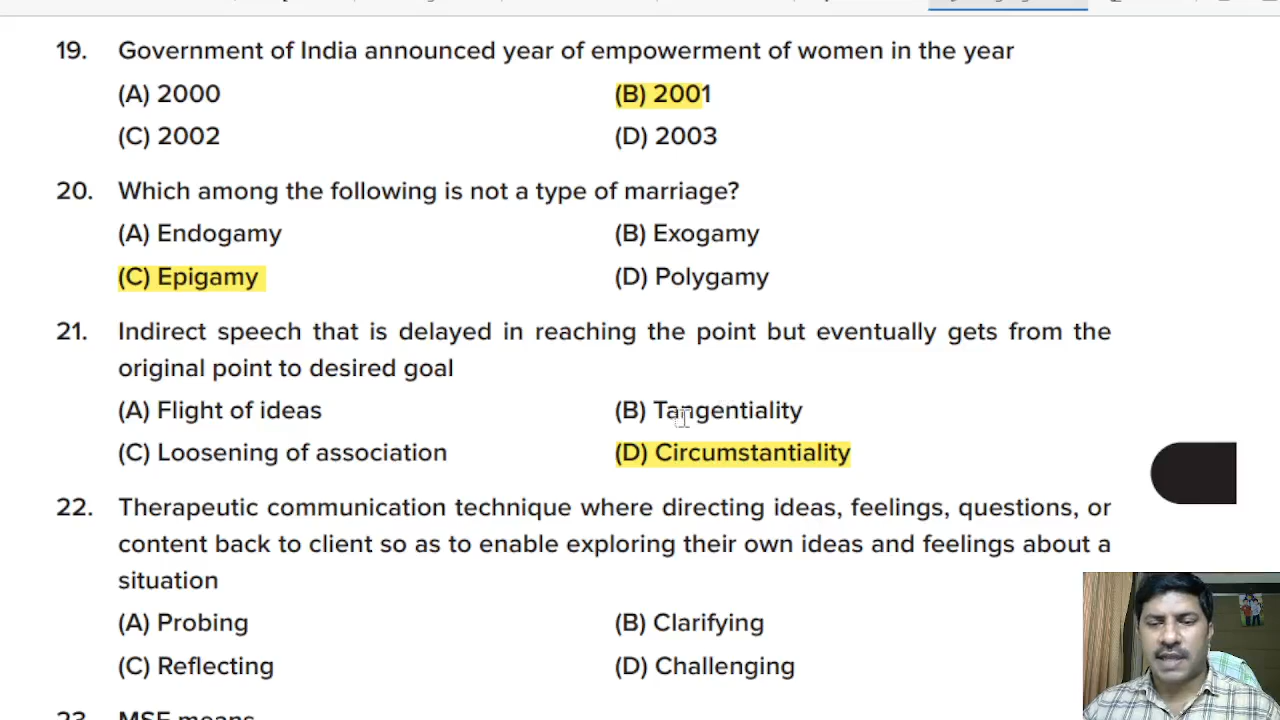 19. Government of India announced year of empowerment of women in the year
(A) 2000 (B) 2001
(C) 2002 (D) 2003
20. Which among the following is not a type of marriage?
(A) Endogamy (B) Exogamy
(C) Epigamy (D) Polygamy
21. Indirect speech that is delayed in reaching the point but eventually gets from the
original point to desired goal
(A) Flight of ideas (B) Tangentiality
(C) Loosening of association (D) Circumstantiality
22. Therapeutic communication technique where directing ideas, feelings, questions, or
content back to client so as to enable exploring their own ideas and feelings about a
situation
(A) Probing (B) Clarifying
(C) Reflecting (D) Challenging
23. MSE means